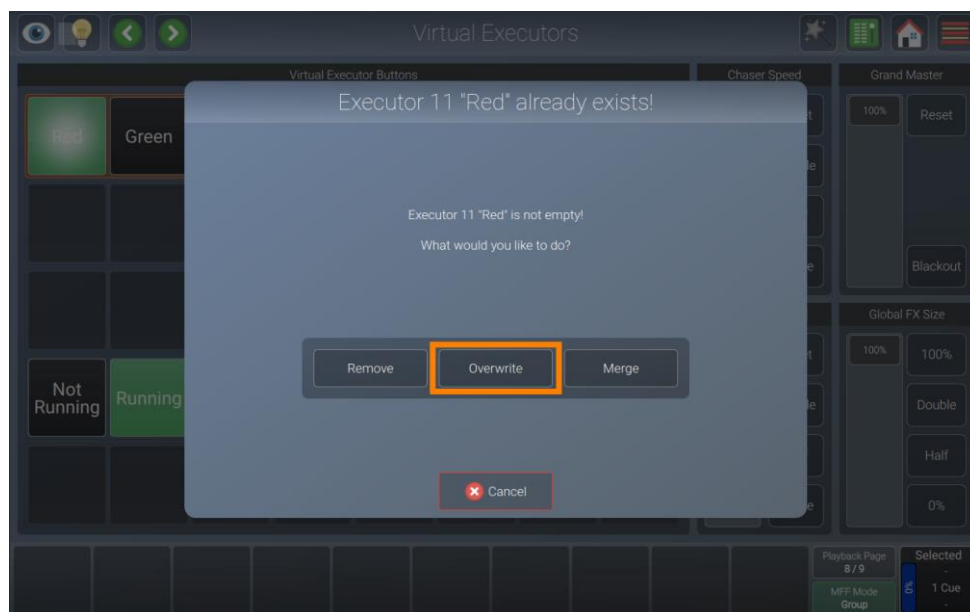 Virtual Executors
Virtual Executor Buttons
Chaser Speed
Grand Master
Executor 11 "Red" already exists!
Red
Green
100%
Reset
Executor 11 "Red" is not empty!
What would you like to do?
Blackout
Global FX Size
Remove
Overwrite
Merge
100%
100%
Not
Running
Running
Double
Half
Cancel
0%
Playback Page
8 / 9
Selected
-
MFF Mode
Group
%
1 Cue
-